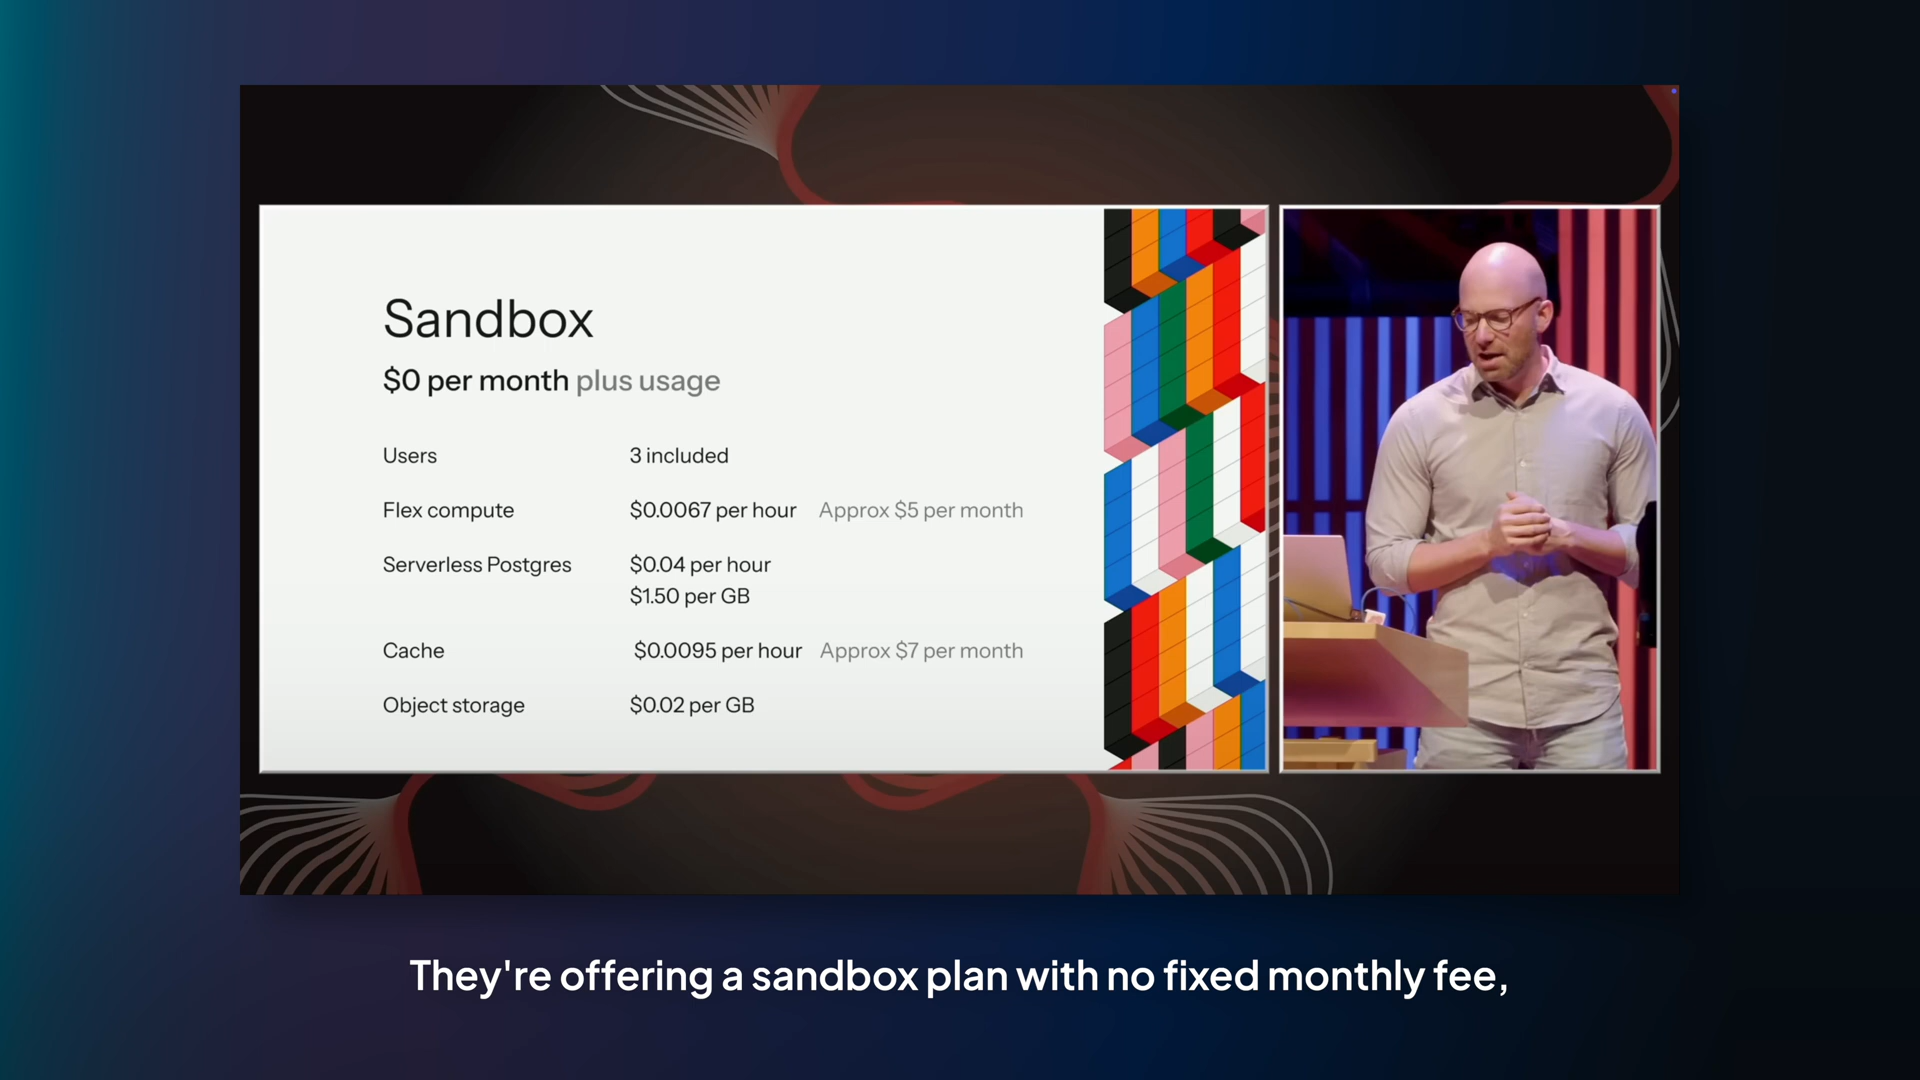 Sandbox
$0 per month plus usage
Users 3 included
Flex compute $0.0067 per hour Approx $5 per month
Serverless Postgres $0.04 per hour
$1.50 per GB
Cache $0.0095 per hour Approx $7 per month
Object storage $0.02 per GB
They're offering a sandbox plan with no fixed monthly fee,